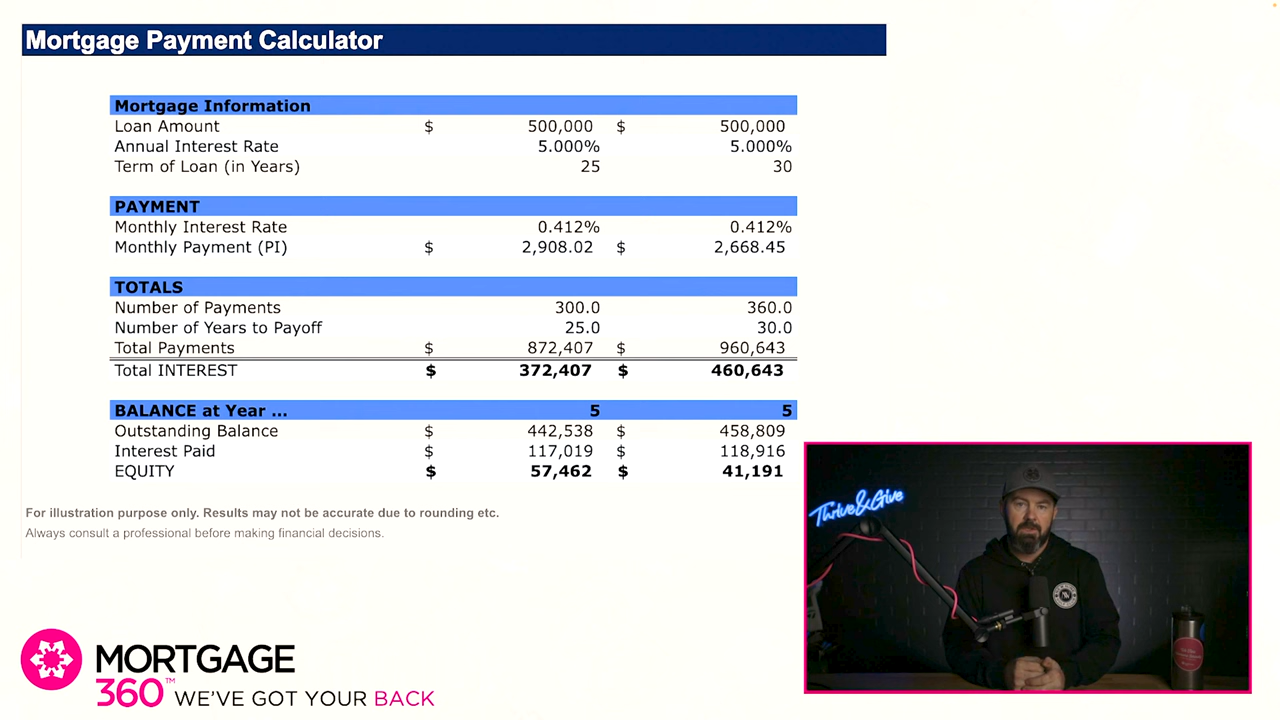 Mortgage Payment Calculator
Mortgage Information
Loan Amount $ 500,000 $ 500,000
Annual Interest Rate 5.000% 5.000%
Term of Loan (in Years) 25 30
PAYMENT
Monthly Interest Rate 0.412% 0.412%
Monthly Payment (PI) $ 2,908.02 $ 2,668.45
TOTALS
Number of Payments 300.0 360.0
Number of Years to Payoff 25.0 30.0
Total Payments $ 872,407 $ 960,643
Total INTEREST $ 372,407 $ 460,643
BALANCE at Year ... 5 5
Outstanding Balance $ 442,538 $ 458,809
Interest Paid $ 117,019 $ 118,916
EQUITY $ 57,462 $ 41,191
For illustration purpose only. Results may not be accurate due to rounding etc.
Always consult a professional before making financial decisions.
Thrive&Give
MORTGAGE
360™ WE'VE GOT YOUR BACK